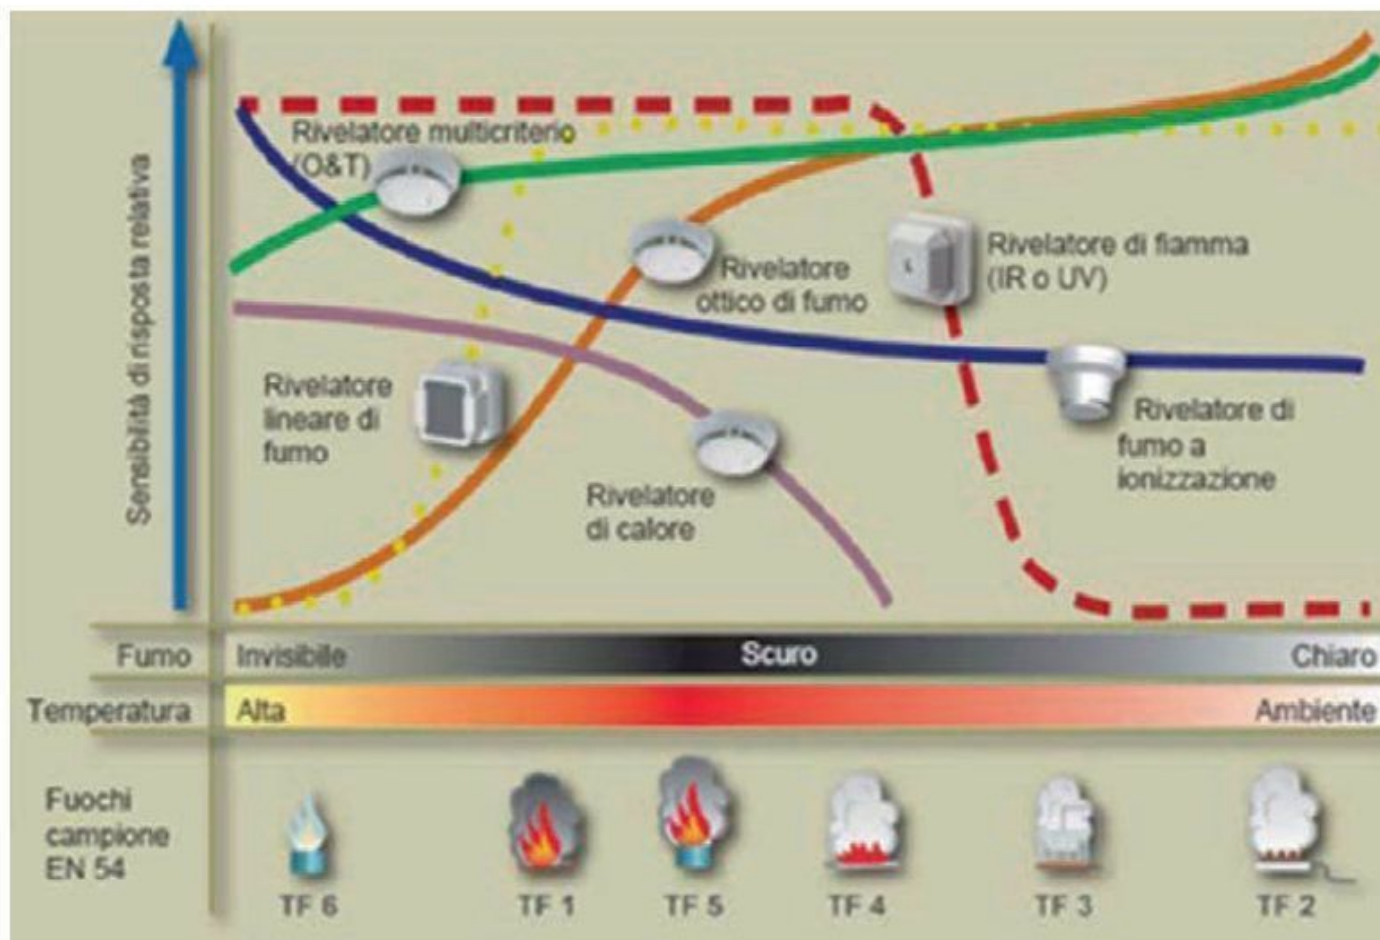 Sensibilità di risposta relativa
Rivelatore multicriterio
(O&T)
Rivelatore
ottico di fumo
Rivelatore di fiamma
(IR o UV)
Rivelatore
lineare di
fumo
Rivelatore
di calore
Rivelatore di
fumo a
ionizzazione
Fumo
Invisibile
Scuro
Chiaro
Temperatura
Alta
Ambiente
Fuochi
campione
EN 54
TF 6
TF 1
TF 5
TF 4
TF 3
TF 2